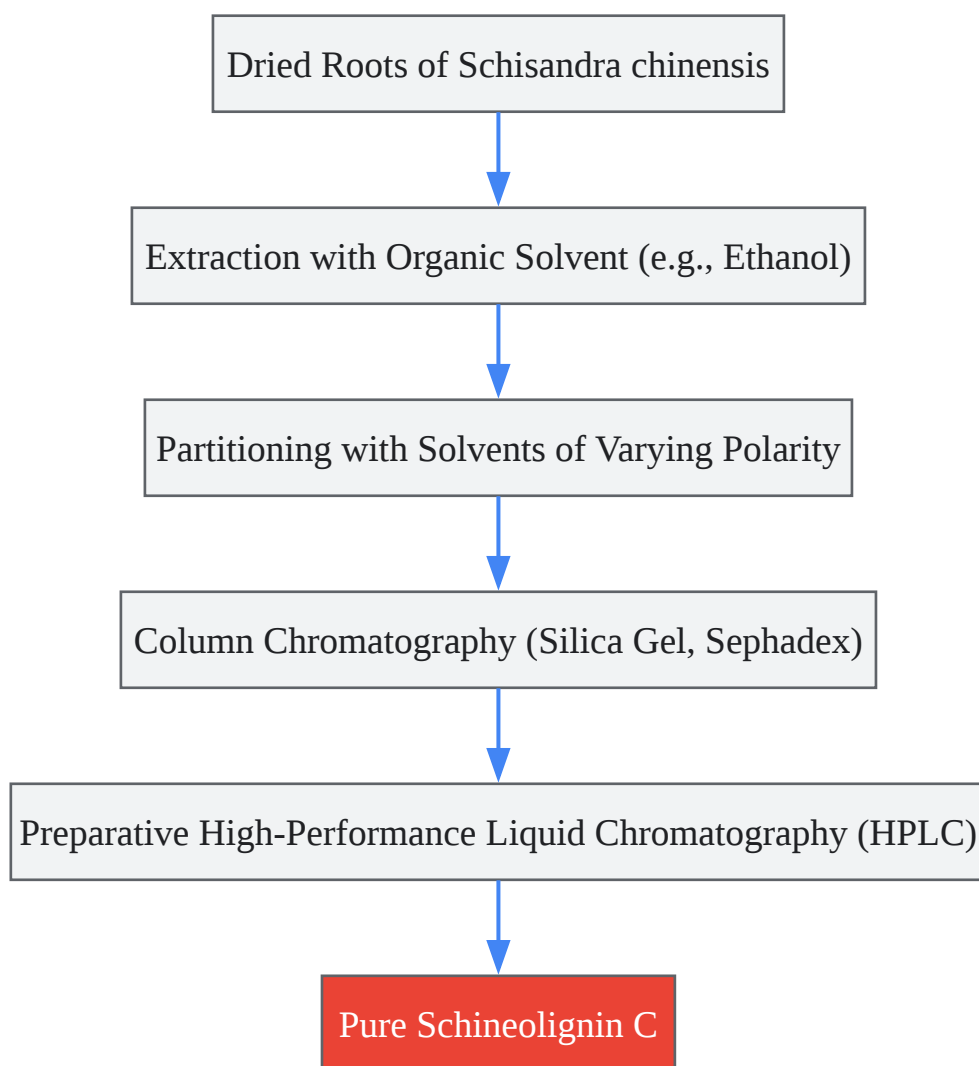 Dried Roots of Schisandra chinensis
Extraction with Organic Solvent (e.g., Ethanol)
Partitioning with Solvents of Varying Polarity
Column Chromatography (Silica Gel, Sephadex)
Preparative High-Performance Liquid Chromatography (HPLC)
Pure Schineolignin C